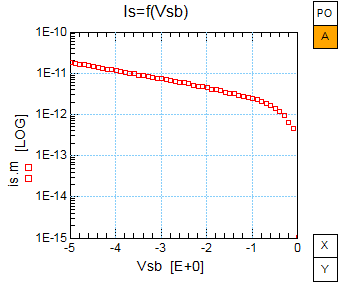 Is=f(Vsb)
PO
A
1E-10
1E-11
1E-12
1E-13
1E-14
1E-15
is.m [LOG]
-5 -4 -3 -2 -1 0
Vsb [E+0]
X
Y